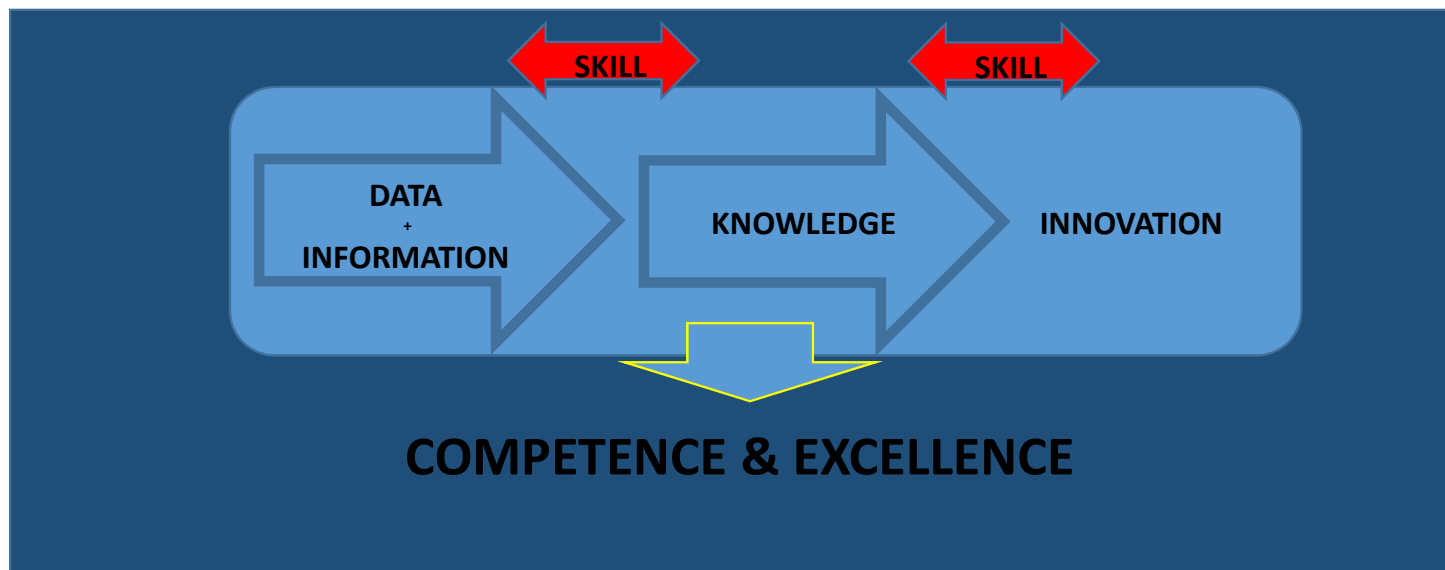 SKILL
SKILL
DATA
+
INFORMATION
KNOWLEDGE
INNOVATION
COMPETENCE & EXCELLENCE